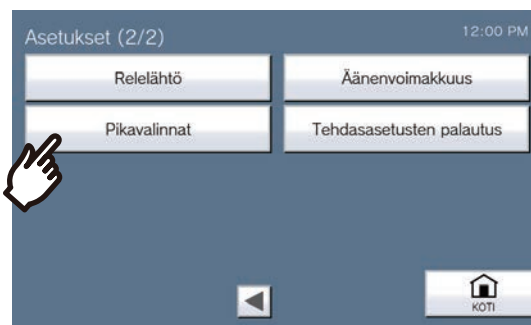 Asetukset (2/2)
12:00 PM
Relelähtö
Äänenvoimakkuus
Pikavalinnat
Tehdasasetusten palautus
KOTI